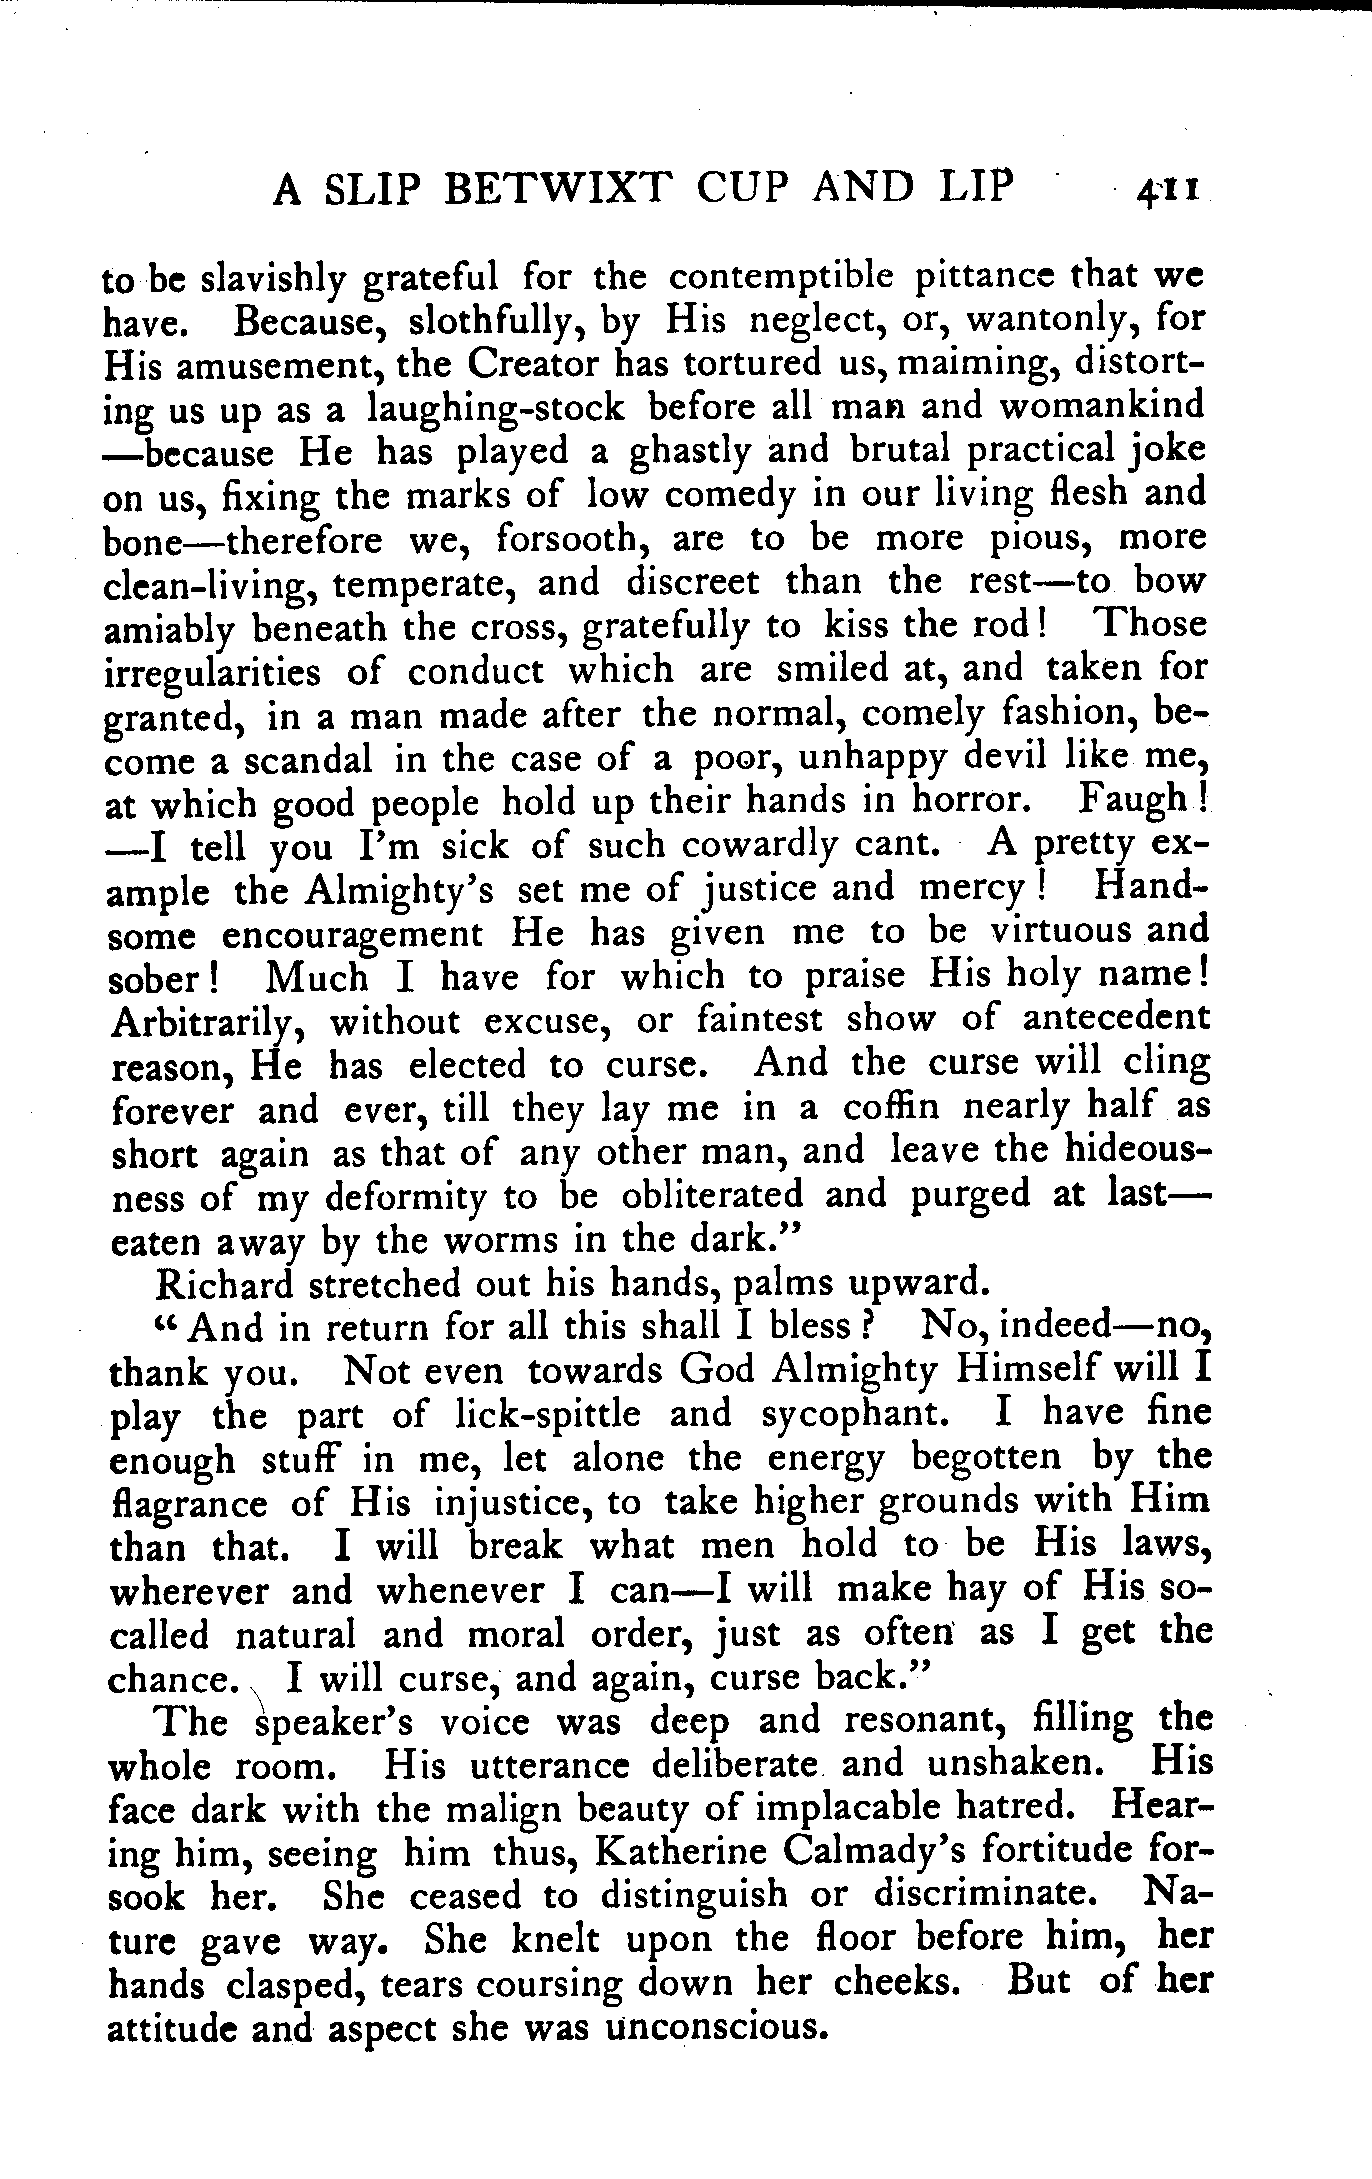 A SLIP BETWIXT CUP AND LIP 411
to be slavishly grateful for the contemptible pittance that we
have. Because, slothfully, by His neglect, or, wantonly, for
His amusement, the Creator has tortured us, maiming, distort-
ing us up as a laughing-stock before all man and womankind
—because He has played a ghastly and brutal practical joke
on us, fixing the marks of low comedy in our living flesh and
bone—therefore we, forsooth, are to be more pious, more
clean-living, temperate, and discreet than the rest—to bow
amiably beneath the cross, gratefully to kiss the rod! Those
irregularities of conduct which are smiled at, and taken for
granted, in a man made after the normal, comely fashion, be-
come a scandal in the case of a poor, unhappy devil like me,
at which good people hold up their hands in horror. Faugh!
—I tell you I'm sick of such cowardly cant. A pretty ex-
ample the Almighty's set me of justice and mercy! Hand-
some encouragement He has given me to be virtuous and
sober! Much I have for which to praise His holy name!
Arbitrarily, without excuse, or faintest show of antecedent
reason, He has elected to curse. And the curse will cling
forever and ever, till they lay me in a coffin nearly half as
short again as that of any other man, and leave the hideous-
ness of my deformity to be obliterated and purged at last—
eaten away by the worms in the dark."
Richard stretched out his hands, palms upward.
"And in return for all this shall I bless? No, indeed—no,
thank you. Not even towards God Almighty Himself will I
play the part of lick-spittle and sycophant. I have fine
enough stuff in me, let alone the energy begotten by the
flagrance of His injustice, to take higher grounds with Him
than that. I will break what men hold to be His laws,
wherever and whenever I can—I will make hay of His so-
called natural and moral order, just as often as I get the
chance. I will curse, and again, curse back."
The speaker's voice was deep and resonant, filling the
whole room. His utterance deliberate and unshaken. His
face dark with the malign beauty of implacable hatred. Hear-
ing him, seeing him thus, Katherine Calmady's fortitude for-
sook her. She ceased to distinguish or discriminate. Na-
ture gave way. She knelt upon the floor before him, her
hands clasped, tears coursing down her cheeks. But of her
attitude and aspect she was unconscious.